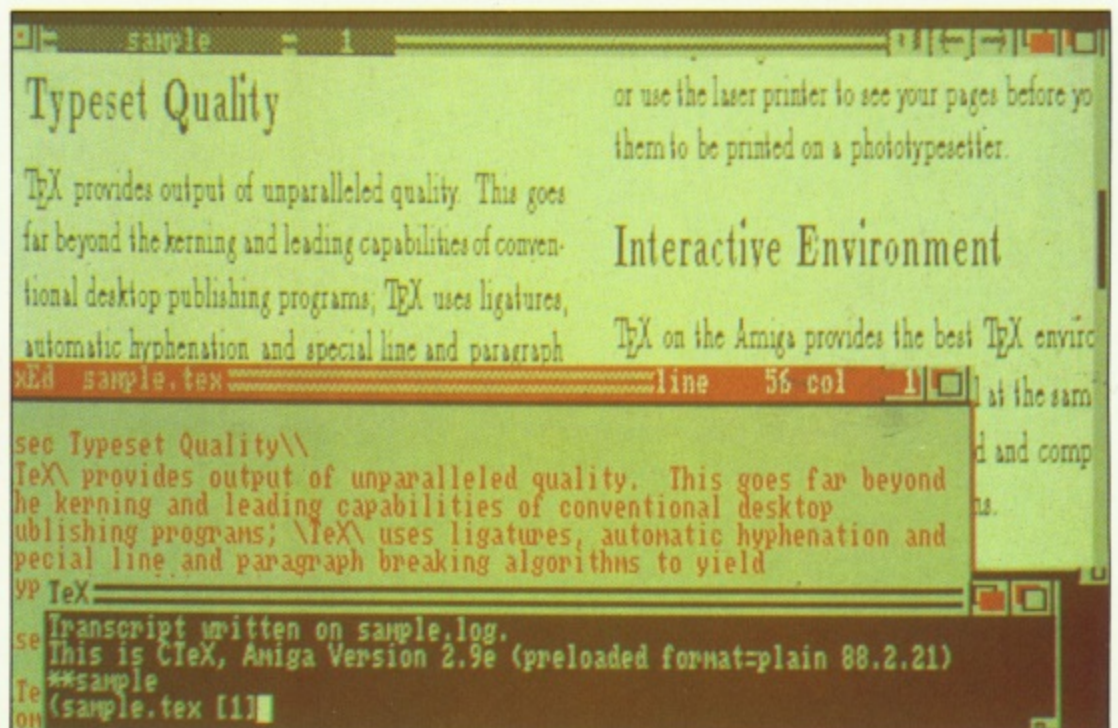 sample = 1
Typeset Quality
TEX provides output of unparalleled quality. This goes
far beyond the kerning and leading capabilities of conven-
tional desktop publishing programs; TEX uses ligatures,
automatic hyphenation and special line and paragraph
or use the laser printer to see your pages before yo
them to be printed on a phototypesetter.
Interactive Environment
TEX on the Amiga provides the best TEX enviro
l at the sam
d and comp
ns.
xEd sample.tex line 56 col 1
sec Typeset Quality\\
TeX\ provides output of unparalleled quality. This goes far beyond
he kerning and leading capabilities of conventional desktop
ublishing programs; \TeX\ uses ligatures, automatic hyphenation and
pecial line and paragraph breaking algorithms to yield
yp
se
.Te
on
TeX
Transcript written on sample.log.
This is CTeX, Amiga Version 2.9e (preloaded format=plain 88.2.21)
**sample
(sample.tex [1]